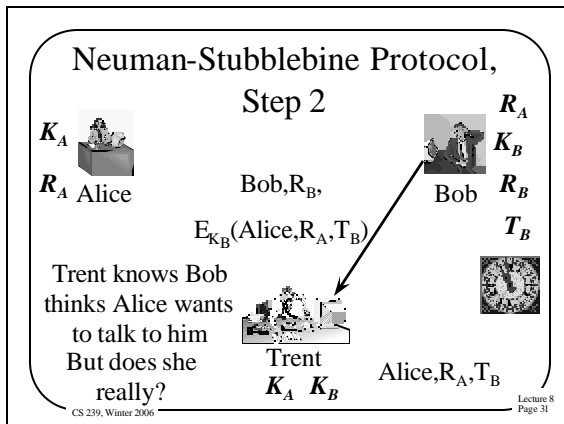 Neuman-Stubblebine Protocol,
Step 2
R_A
K_A
K_B
R_A Alice
Bob,R_B,
Bob
R_B
E_{K_B}(Alice,R_A,T_B)
T_B
Trent knows Bob
thinks Alice wants
to talk to him
But does she
really?
Trent
K_A K_B
Alice,R_A,T_B
CS 239, Winter 2006
Lecture 8
Page 31